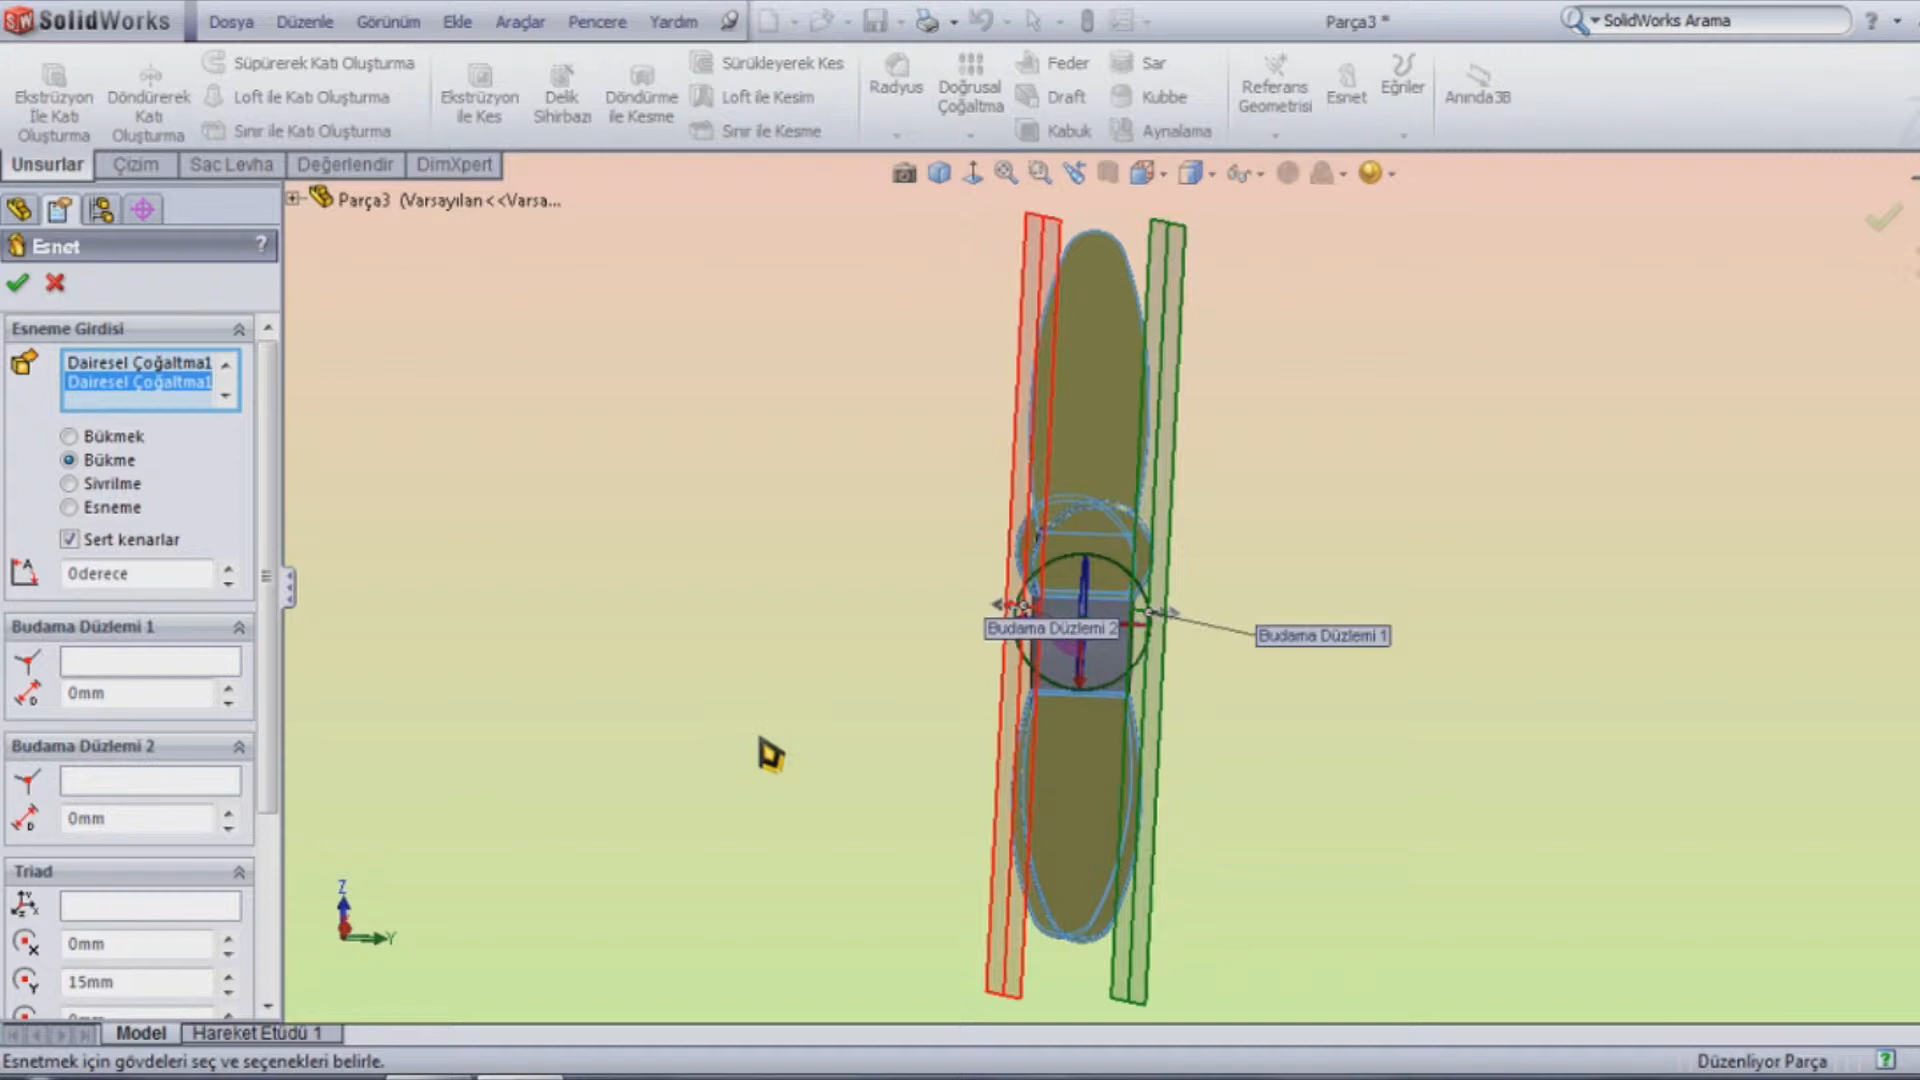 SolidWorks Dosya Düzenle Görünüm Ekle Araçlar Pencere Yardım Parça3 * SolidWorks Arama ?
Ekstrüzyon İle Katı Oluşturma
Döndürerek Katı Oluşturma
Süpürerek Katı Oluşturma
Loft ile Katı Oluşturma
Sınır ile Katı Oluşturma
Ekstrüzyon ile Kes
Delik Sihirbazı
Döndürme ile Kesme
Sürükleyerek Kes
Loft ile Kesim
Sınır ile Kesme
Radyus
Doğrusal Çoğaltma
Feder
Draft
Kabuk
Sar
Kubbe
Aynalama
Referans Geometrisi
Esnet
Eğriler
Anında3B
Unsurlar Çizim Sac Levha Değerlendir DimXpert
Parça3 (Varsayılan<<Varsa...
Esnet ?
Esneme Girdisi
Dairesel Çoğaltma1
Dairesel Çoğaltma1
Bükmek
Bükme
Sivrilme
Esneme
Sert kenarlar
0derece
Budama Düzlemi 1
0mm
Budama Düzlemi 2
0mm
Triad
0mm
15mm
0mm
Budama Düzlemi 2
Budama Düzlemi 1
Z
Y
Model Hareket Etüdü 1
Esnetmek için gövdeleri seç ve seçenekleri belirle.
Düzenliyor Parça ?